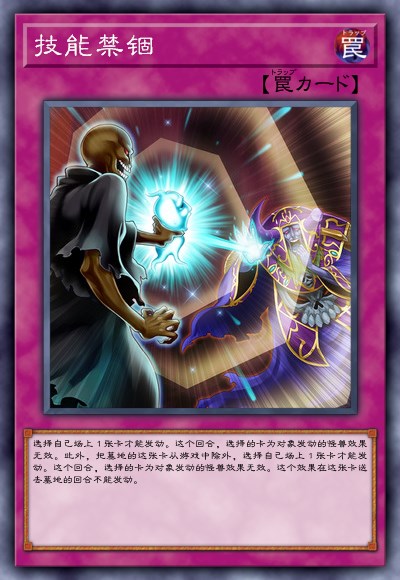 技能禁锢
トラップ
罠
トラップ
【罠カード】
选择自己场上１张卡才能发动。这个回合，选择的卡为对象发动的怪兽效果
无效。此外，把墓地的这张卡从游戏中除外，选择自己场上１张卡才能发
动。这个回合，选择的卡为对象发动的怪兽效果无效。这个效果在这张卡送
去墓地的回合不能发动。